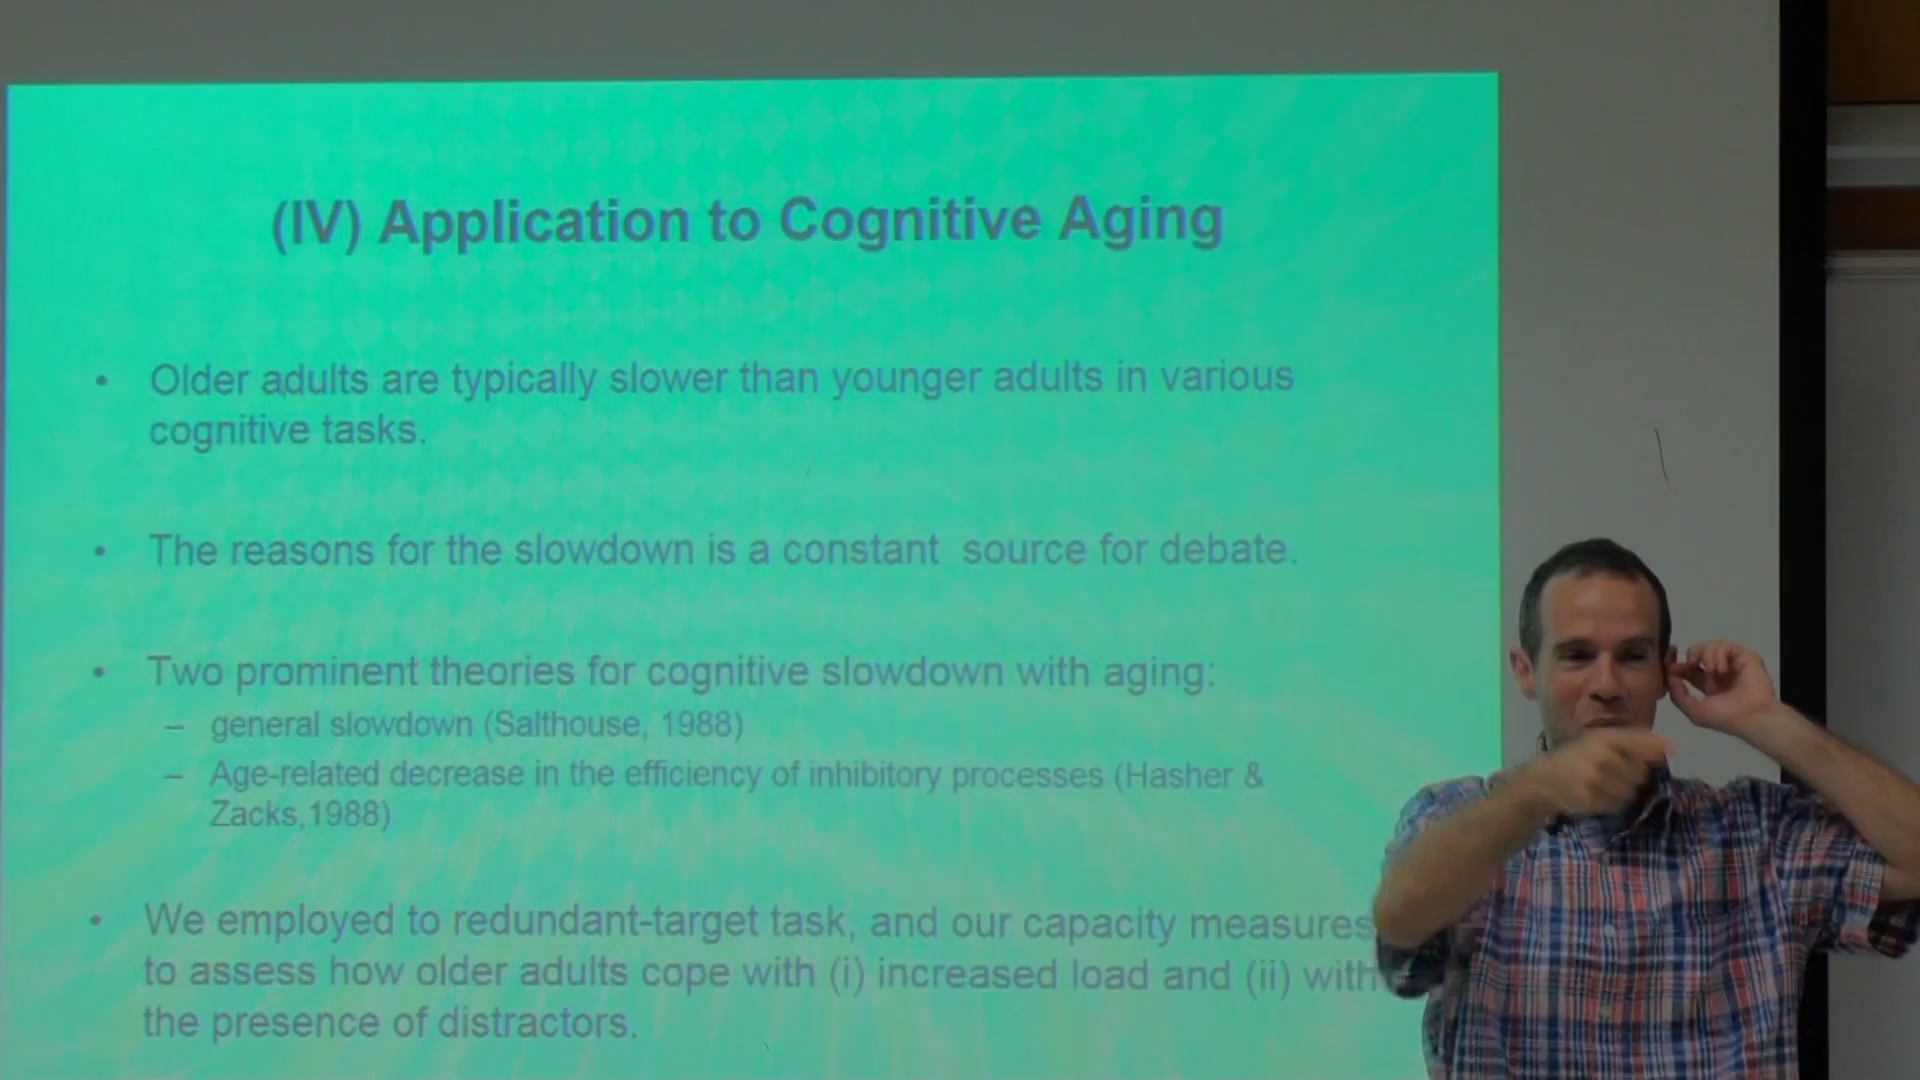 (IV) Application to Cognitive Aging
• Older adults are typically slower than younger adults in various
cognitive tasks.
• The reasons for the slowdown is a constant source for debate.
• Two prominent theories for cognitive slowdown with aging:
– general slowdown (Salthouse, 1988)
– Age-related decrease in the efficiency of inhibitory processes (Hasher &
Zacks,1988)
• We employed to redundant-target task, and our capacity measures
to assess how older adults cope with (i) increased load and (ii) with
the presence of distractors.